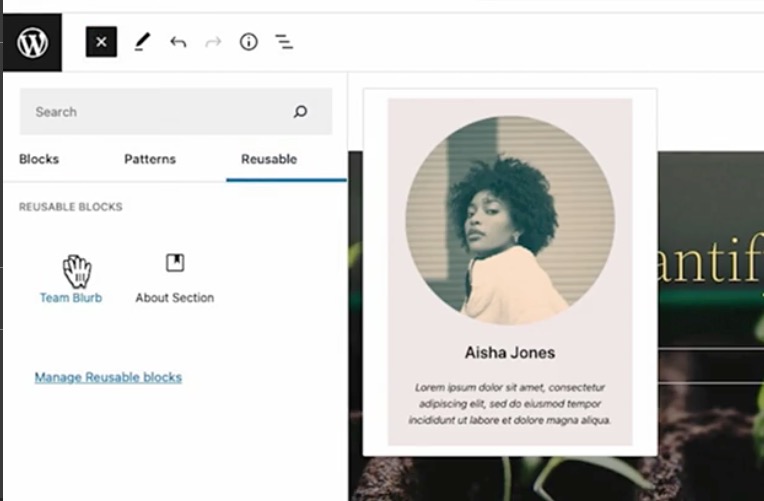 Search
Blocks Patterns Reusable
REUSABLE BLOCKS
Team Blurb About Section
Manage Reusable blocks
Aisha Jones
Lorem ipsum dolor sit amet, consectetur
adipiscing elit, sed do eiusmod tempor
incididunt ut labore et dolore magna aliqua.